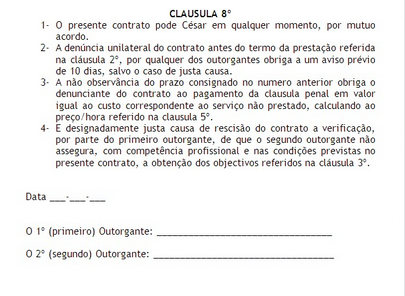 CLAUSULA 8º
1- O presente contrato pode César em qualquer momento, por mutuo
acordo.
2- A denúncia unilateral do contrato antes do termo da prestação referida
na cláusula 2º, por qualquer dos outorgantes obriga a um aviso prévio
de 10 dias, salvo o caso de justa causa.
3- A não observância do prazo consignado no numero anterior obriga o
denunciante do contrato ao pagamento da clausula penal em valor
igual ao custo correspondente ao serviço não prestado, calculando ao
preço/hora referido na clausula 5º.
4- E designadamente justa causa de rescisão do contrato a verificação,
por parte do primeiro outorgante, de que o segundo outorgante não
assegura, com competência profissional e nas condições previstas no
presente contrato, a obtenção dos objectivos referidos na cláusula 3º.
Data ___-___-___
O 1º (primeiro) Outorgante: ________________________________
O 2º (segundo) Outorgante: ________________________________